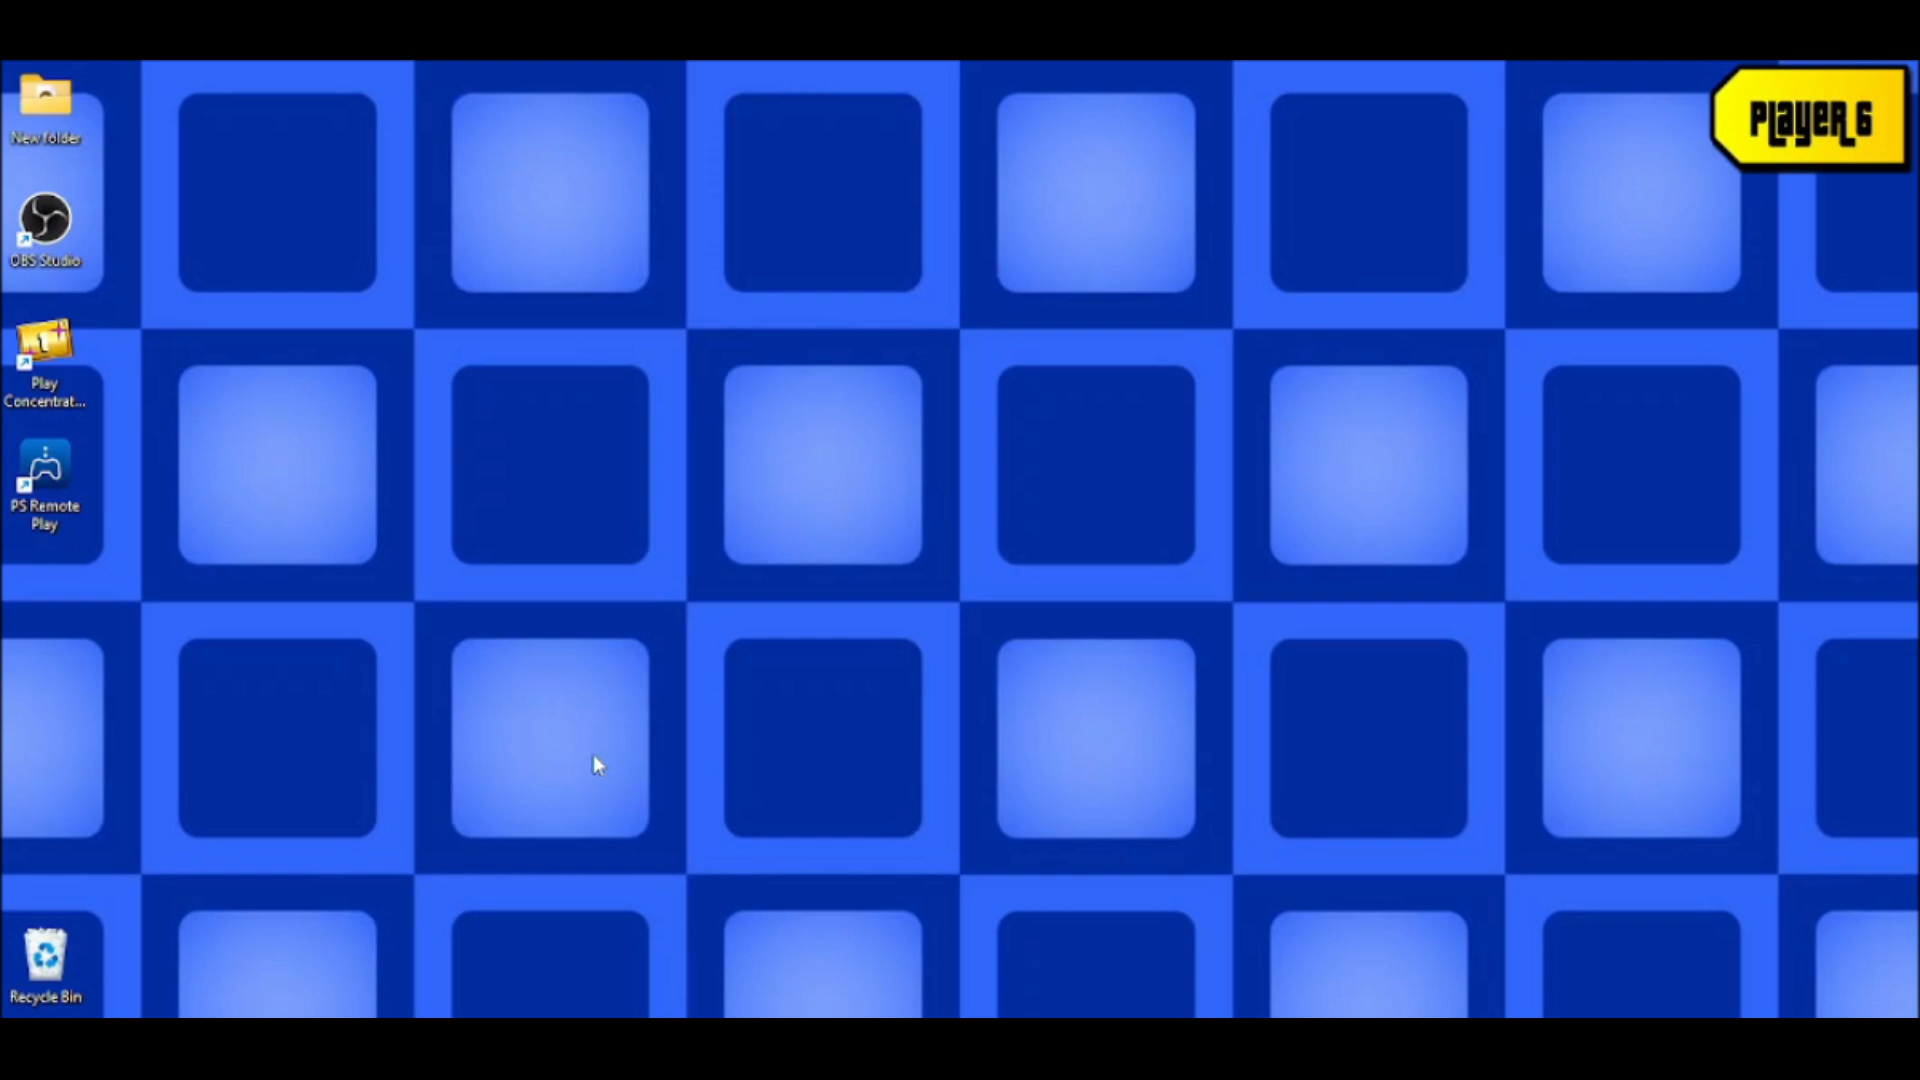 New folder
PLAYER 6
OBS Studio
Play
Concentrat...
PS Remote
Play
Recycle Bin